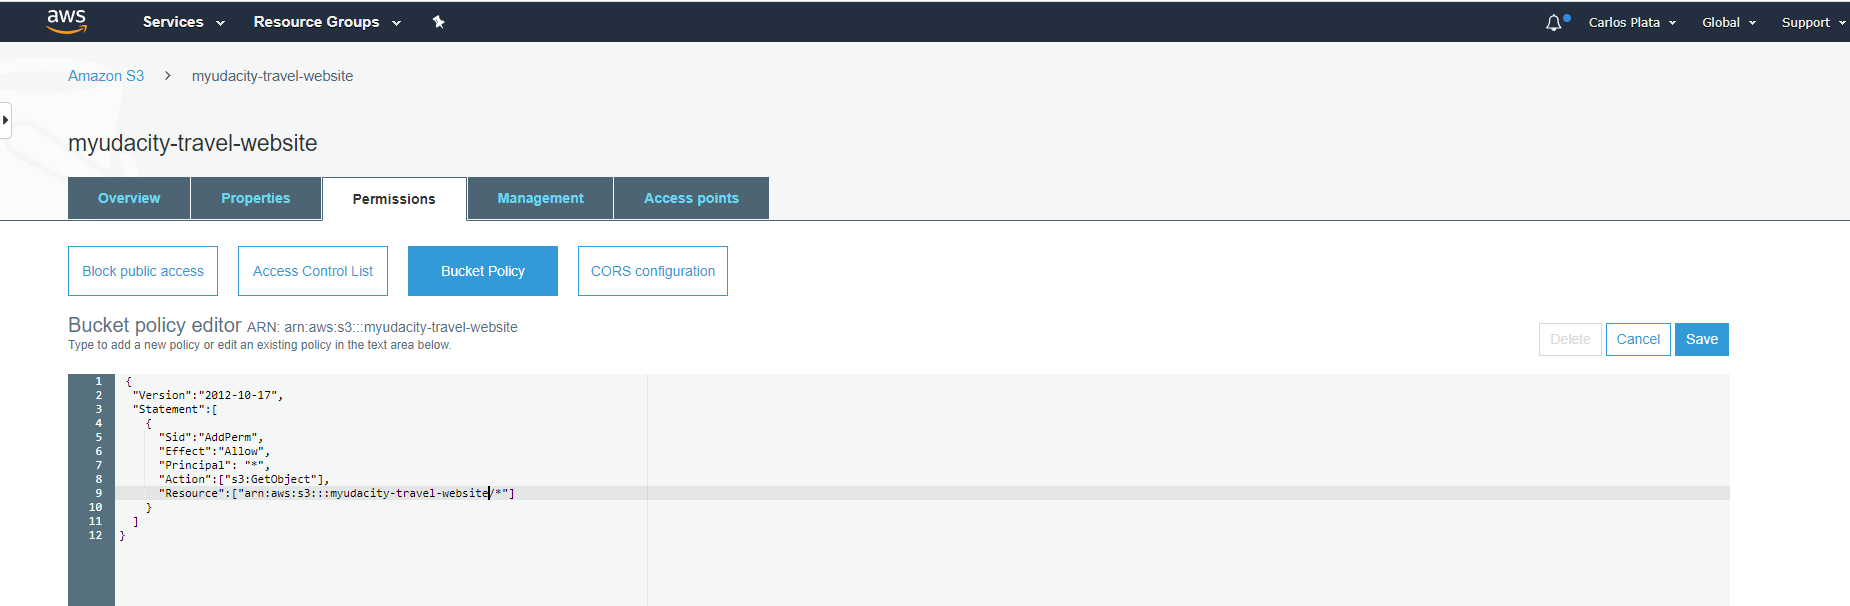 aws Services Resource Groups Carlos Plata Global Support
Amazon S3 > myudacity-travel-website
myudacity-travel-website
Overview Properties Permissions Management Access points
Block public access Access Control List Bucket Policy CORS configuration
Bucket policy editor ARN: arn:aws:s3:::myudacity-travel-website
Type to add a new policy or edit an existing policy in the text area below.
Delete Cancel Save
1 {
2 "Version":"2012-10-17",
3 "Statement":[
4 {
5 "Sid":"AddPerm",
6 "Effect":"Allow",
7 "Principal": "*",
8 "Action":["s3:GetObject"],
9 "Resource":["arn:aws:s3:::myudacity-travel-website/*"]
10 }
11 ]
12 }